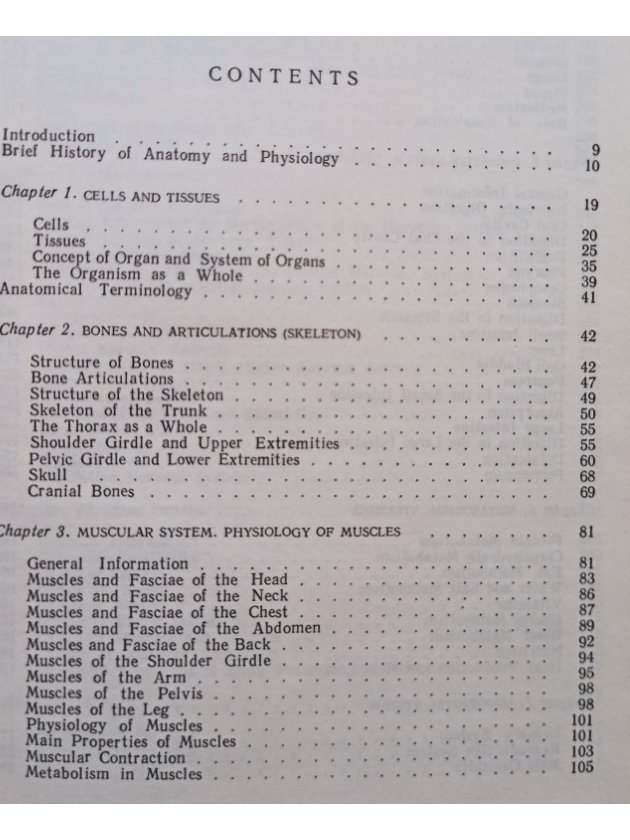 CONTENTS
Introduction . . . . . . . . . . . . . . . . . . . . . 9
Brief History of Anatomy and Physiology . . . . . . . . . . 10
Chapter 1. CELLS AND TISSUES . . . . . . . . . . . . . . . 19
Cells . . . . . . . . . . . . . . . . . . . . . 20
Tissues . . . . . . . . . . . . . . . . . . . . 25
Concept of Organ and System of Organs . . . . . . . . . . 35
The Organism as a Whole . . . . . . . . . . . . . . 39
Anatomical Terminology . . . . . . . . . . . . . . . . 41
Chapter 2. BONES AND ARTICULATIONS (SKELETON) . . . . . . . . 42
Structure of Bones . . . . . . . . . . . . . . . . 42
Bone Articulations . . . . . . . . . . . . . . . . 47
Structure of the Skeleton . . . . . . . . . . . . . . 49
Skeleton of the Trunk . . . . . . . . . . . . . . . 50
The Thorax as a Whole . . . . . . . . . . . . . . . 55
Shoulder Girdle and Upper Extremities . . . . . . . . . . 55
Pelvic Girdle and Lower Extremities . . . . . . . . . . . 60
Skull . . . . . . . . . . . . . . . . . . . . . 68
Cranial Bones . . . . . . . . . . . . . . . . . . 69
Chapter 3. MUSCULAR SYSTEM. PHYSIOLOGY OF MUSCLES . . . . . . . 81
General Information . . . . . . . . . . . . . . . . 81
Muscles and Fasciae of the Head . . . . . . . . . . . . 83
Muscles and Fasciae of the Neck . . . . . . . . . . . . 86
Muscles and Fasciae of the Chest . . . . . . . . . . . . 87
Muscles and Fasciae of the Abdomen . . . . . . . . . . . 89
Muscles and Fasciae of the Back . . . . . . . . . . . . 92
Muscles of the Shoulder Girdle . . . . . . . . . . . . . 94
Muscles of the Arm . . . . . . . . . . . . . . . . 95
Muscles of the Pelvis . . . . . . . . . . . . . . . 98
Muscles of the Leg . . . . . . . . . . . . . . . . 98
Physiology of Muscles . . . . . . . . . . . . . . . 101
Main Properties of Muscles . . . . . . . . . . . . . . 101
Muscular Contraction . . . . . . . . . . . . . . . . 103
Metabolism in Muscles . . . . . . . . . . . . . . . 105